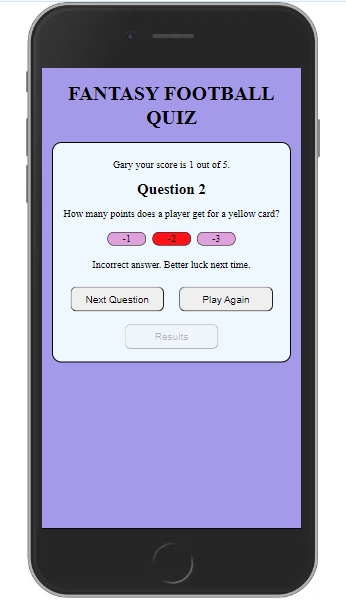 FANTASY FOOTBALL
QUIZ
Gary your score is 1 out of 5.
Question 2
How many points does a player get for a yellow card?
-1 -2 -3
Incorrect answer. Better luck next time.
Next Question Play Again
Results